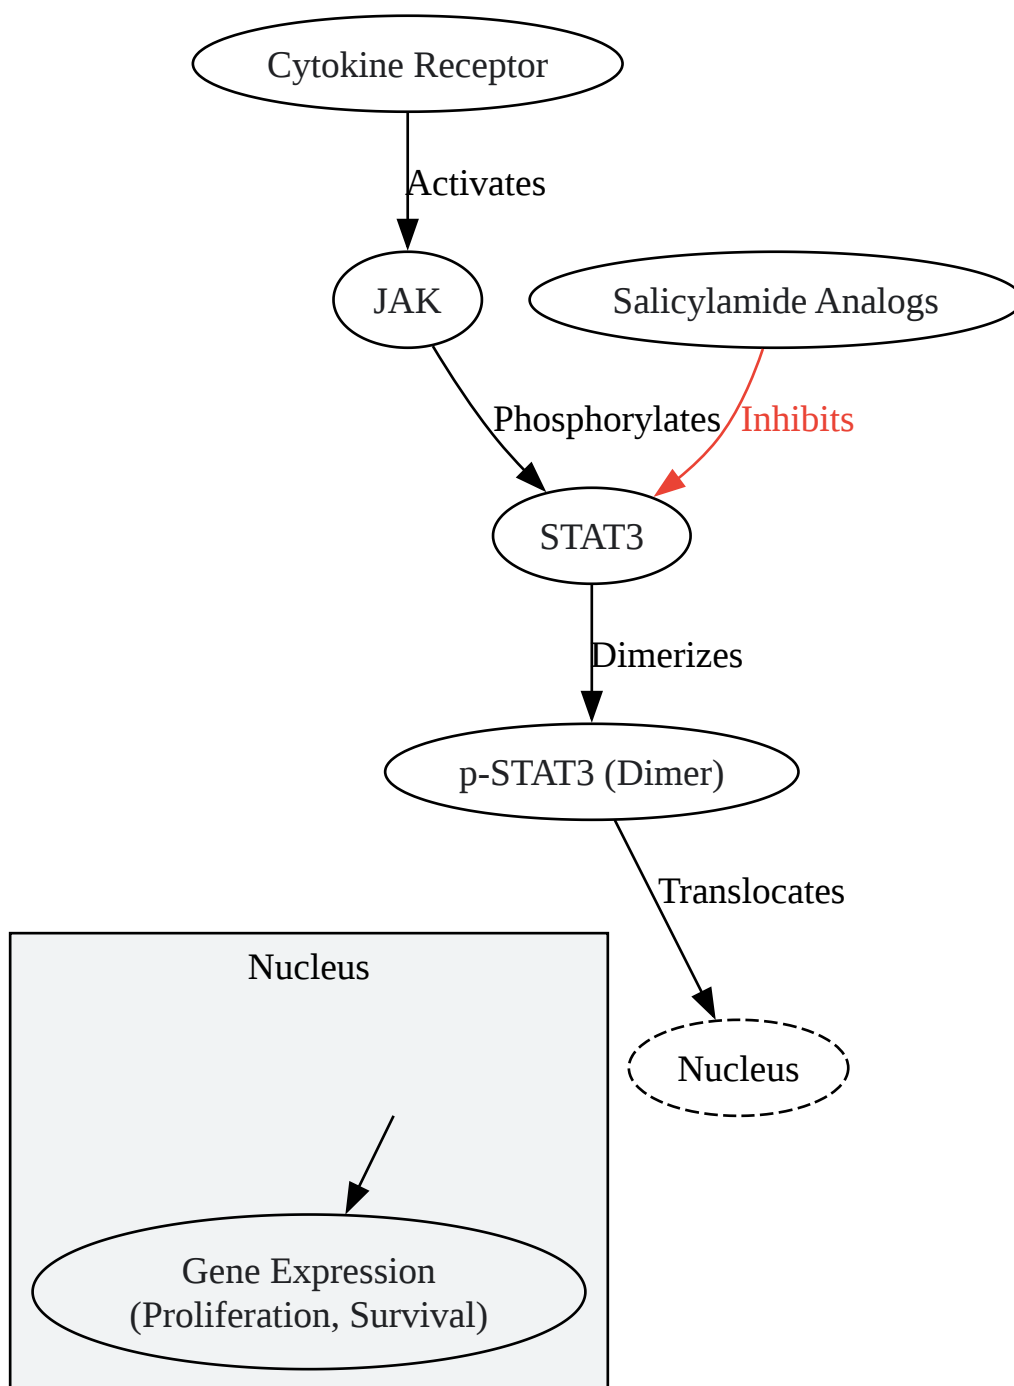 Cytokine Receptor
Activates
JAK
Salicylamide Analogs
Phosphorylates
Inhibits
STAT3
Dimerizes
p-STAT3 (Dimer)
Translocates
Nucleus
Nucleus
Gene Expression
(Proliferation, Survival)